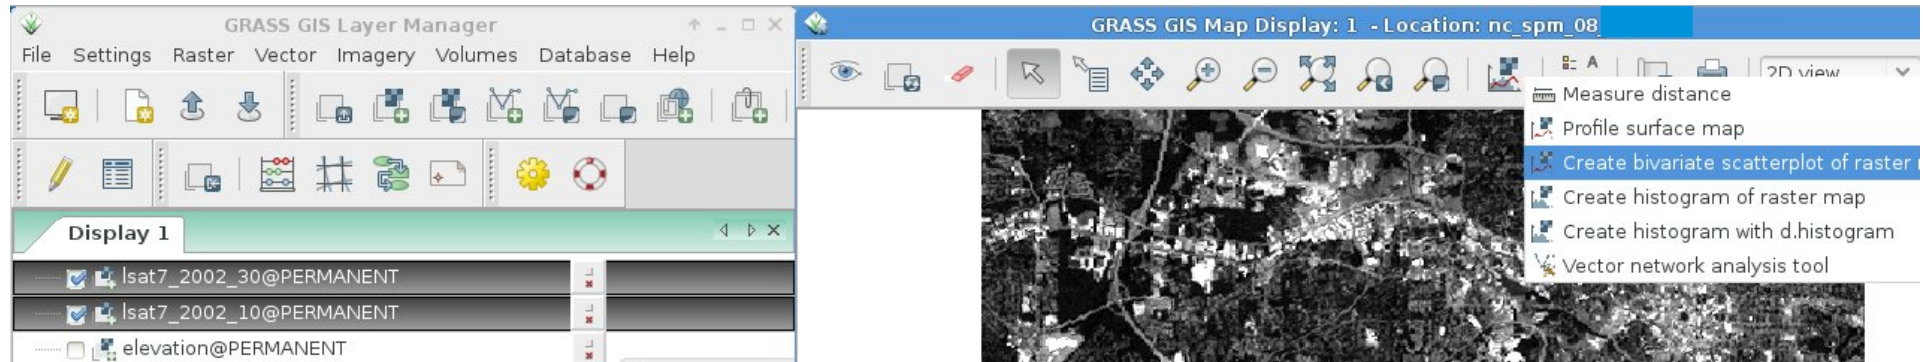 GRASS GIS Layer Manager
File Settings Raster Vector Imagery Volumes Database Help
Display 1
lsat7_2002_30@PERMANENT
lsat7_2002_10@PERMANENT
elevation@PERMANENT
GRASS GIS Map Display: 1 - Location: nc_spm_08_
A
2D view
Measure distance
Profile surface map
Create bivariate scatterplot of raster
Create histogram of raster map
Create histogram with d.histogram
Vector network analysis tool